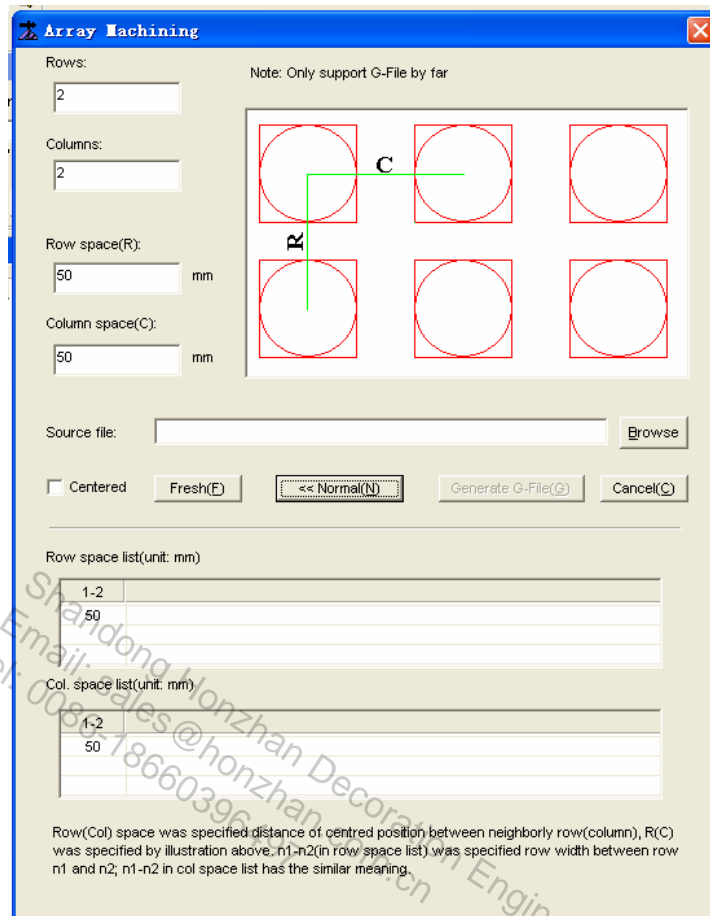 Array Machining
Rows:
Note: Only support G-File by far
2
Columns:
2
C
R
Row space(R):
50 mm
Column space(C):
50 mm
Source file: Browse
Centered Fresh(F) << Normal(N) Generate G-File(G) Cancel(C)
Row space list(unit: mm)
1-2
50
Col. space list(unit: mm)
1-2
50
Row(Col) space was specified distance of centred position between neighborly row(column), R(C)
was specified by illustration above. n1-n2(in row space list) was specified row width between row
n1 and n2; n1-n2 in col space list has the similar meaning.
Shandong Honzhan Decoration Engin
Email: sales@honzhan.com.cn
el: 0086-18660396497